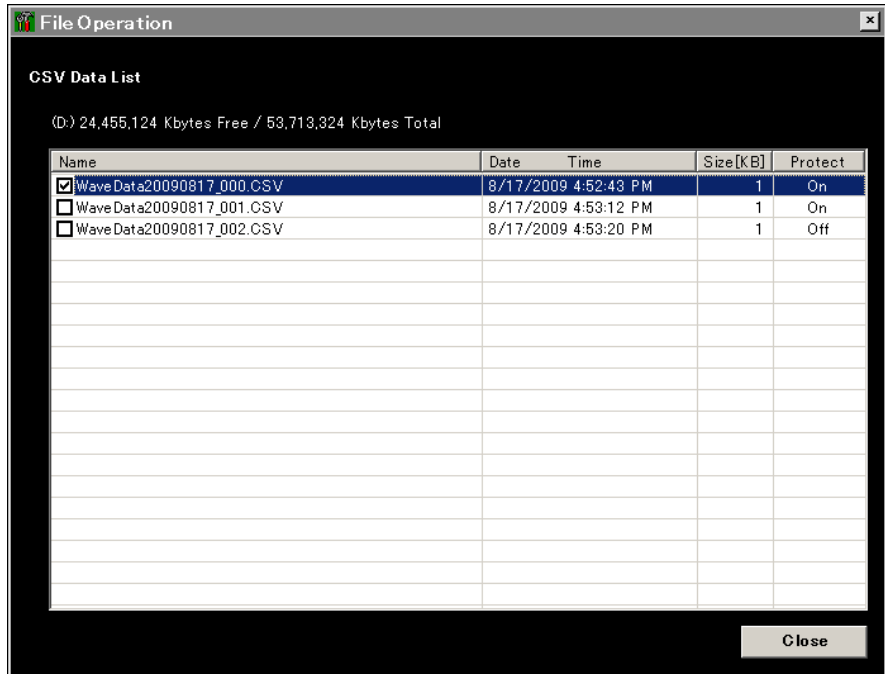 File Operation
CSV Data List
(D:) 24,455,124 Kbytes Free / 53,713,324 Kbytes Total
Name Date Time Size[KB] Protect
WaveData20090817_000.CSV 8/17/2009 4:52:43 PM 1 On
WaveData20090817_001.CSV 8/17/2009 4:53:12 PM 1 On
WaveData20090817_002.CSV 8/17/2009 4:53:20 PM 1 Off
Close